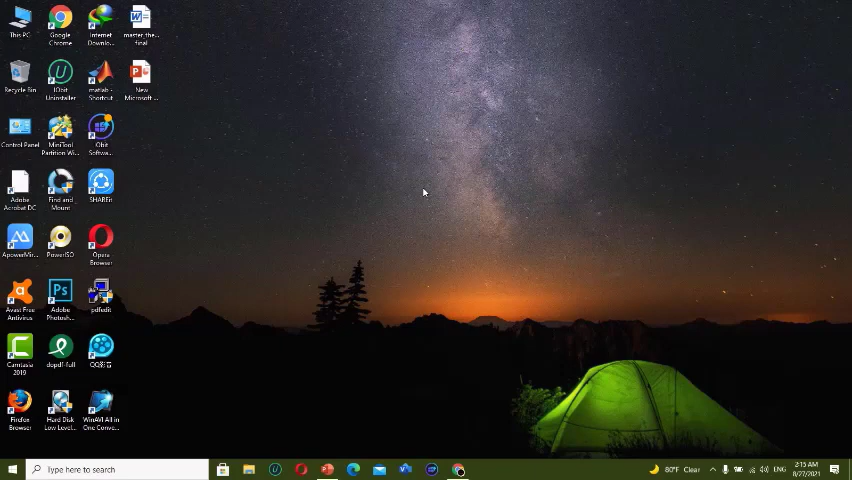 This PC
Google
Chrome
Internet
Downlo...
master_the...
final
Recycle Bin
IObit
Uninstaller
matlab -
Shortcut
New
Microsoft ...
Control Panel
MiniTool
Partition Wi...
IObit
Softwa...
Adobe
Acrobat DC
Find and
Mount
SHAREit
ApowerMir...
PowerISO
Opera
Browser
Avast Free
Antivirus
Adobe
Photosh...
pdfedit
Camtasia
2019
dopdf-full
QQ影音
Firefox
Browser
Hard Disk
Low Level...
WinAVI All in
One Conve...
Type here to search
80°F Clear
ENG
2:15 AM
8/27/2021